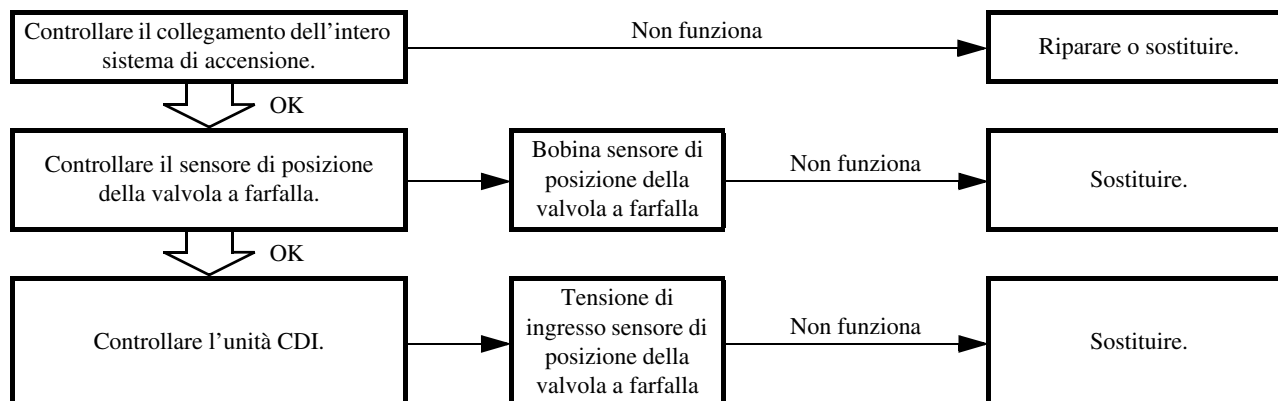 Controllare il collegamento dell’intero
sistema di accensione.
Non funziona
Riparare o sostituire.
OK
Controllare il sensore di posizione
della valvola a farfalla.
Bobina sensore di
posizione della
valvola a farfalla
Non funziona
Sostituire.
OK
Controllare l’unità CDI.
Tensione di
ingresso sensore di
posizione della
valvola a farfalla
Non funziona
Sostituire.